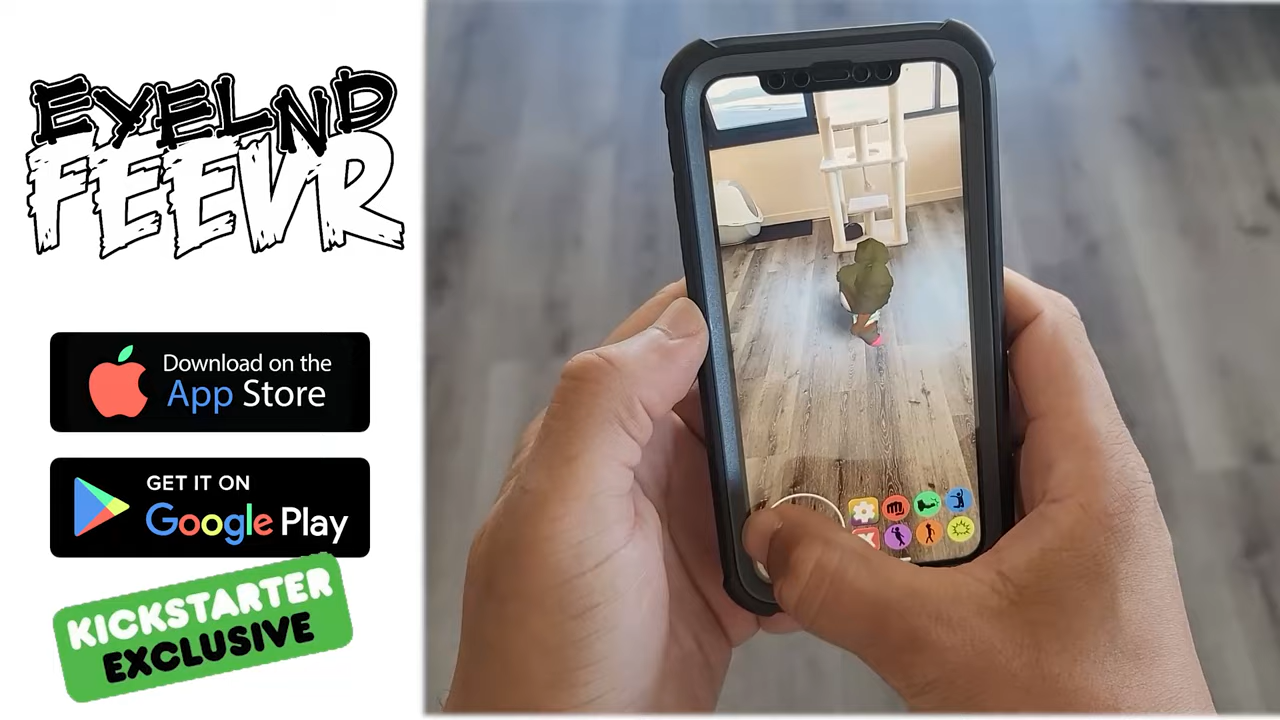 EYELND
FEEVR
Download on the
App Store
GET IT ON
Google Play
KICKSTARTER
EXCLUSIVE